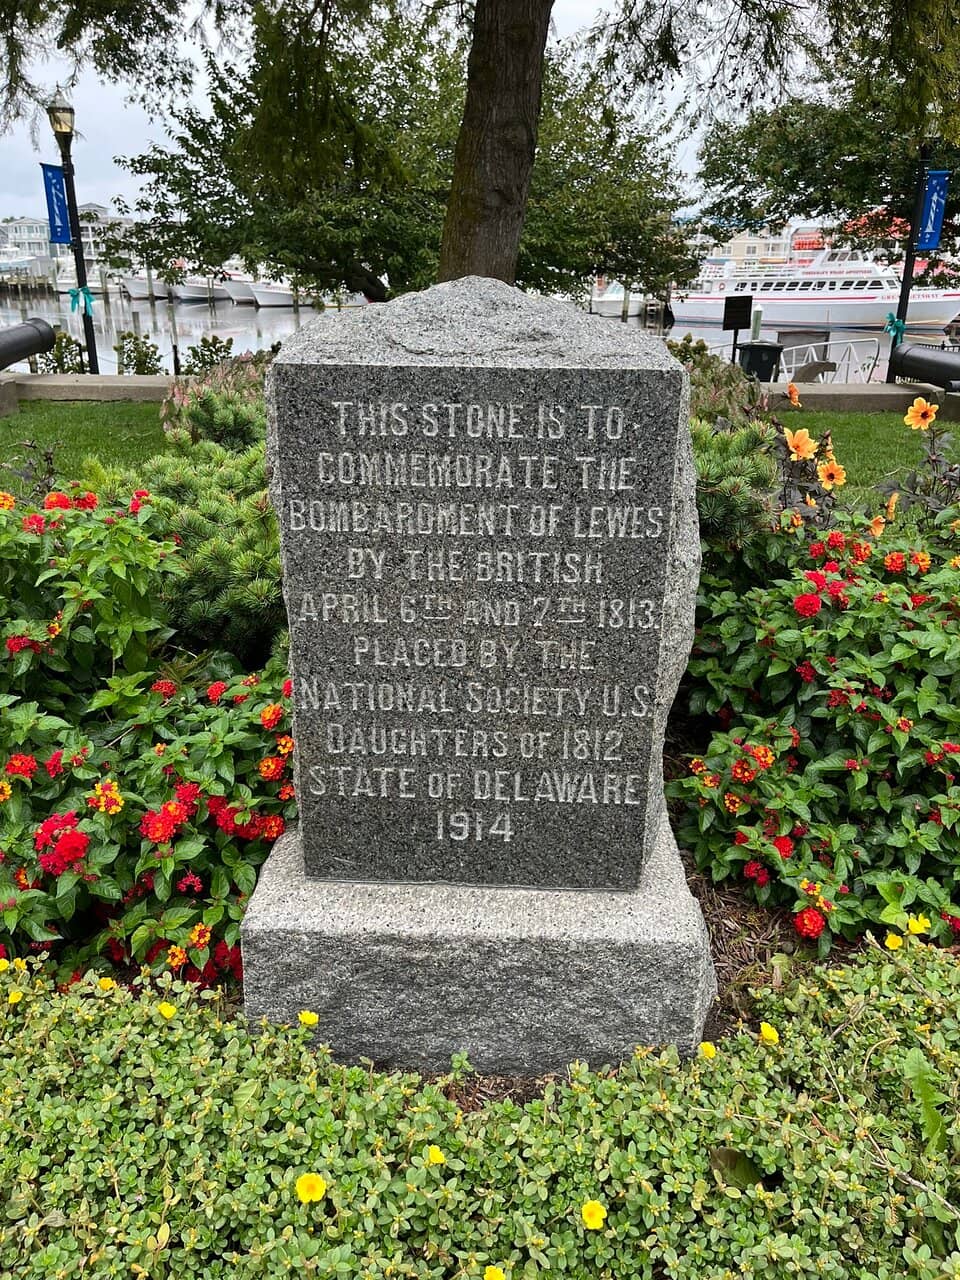 THIS STONE IS TO
COMMEMORATE THE
BOMBARDMENT OF LEWES
BY THE BRITISH
APRIL 6TH AND 7TH 1813.
PLACED BY THE
NATIONAL SOCIETY U.S.
DAUGHTERS OF 1812
STATE OF DELAWARE
1914